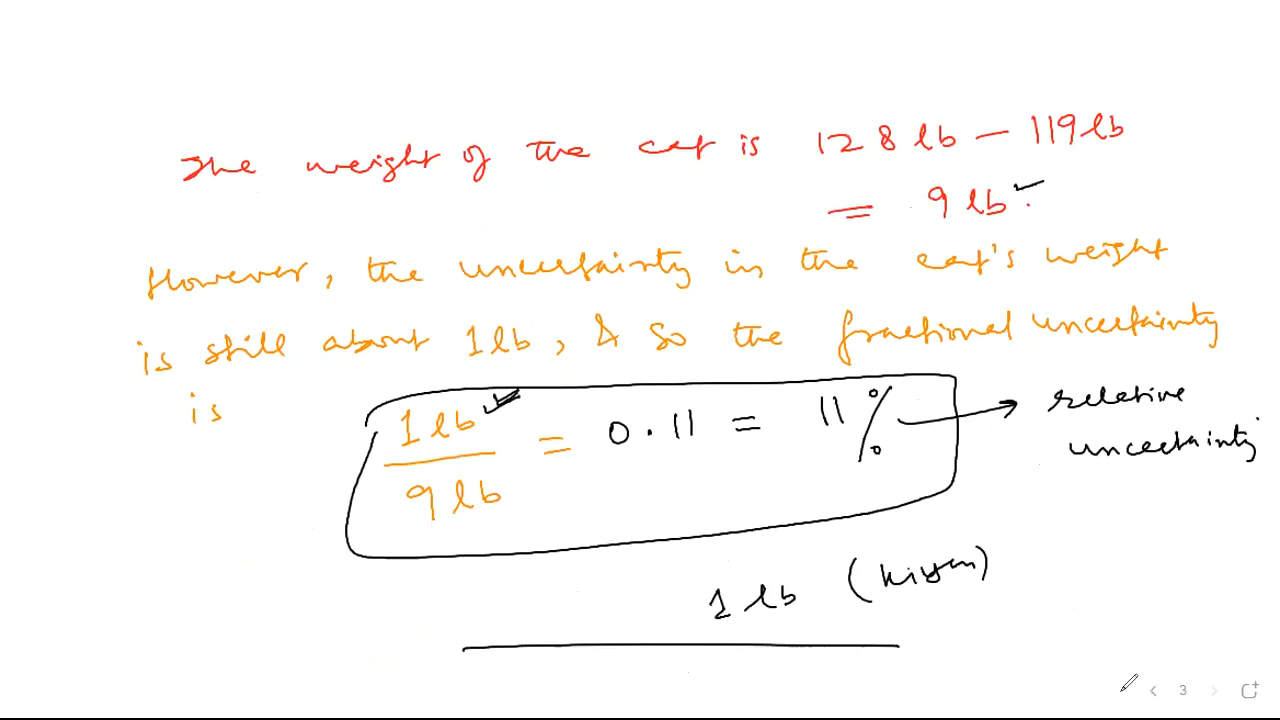 The weight of the cat is 128 lb - 119 lb
= 9 lb.
However, the uncertainty in the cat's weight
is still about 1 lb, & so the fractional uncertainty
is
1 lb / 9 lb = 0.11 = 11% → relative uncertainty
1 lb (kitten)
3